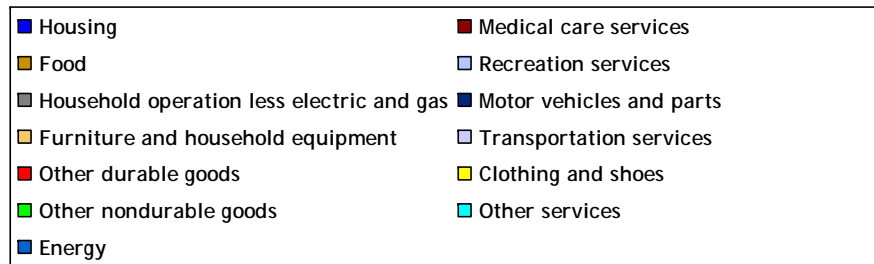 Housing
Food
Household operation less electric and gas
Furniture and household equipment
Other durable goods
Other nondurable goods
Energy
Medical care services
Recreation services
Motor vehicles and parts
Transportation services
Clothing and shoes
Other services